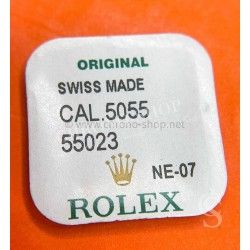 ORIGINAL
SWISS MADE
CAL.5055
55023
NE-07
ROLEX